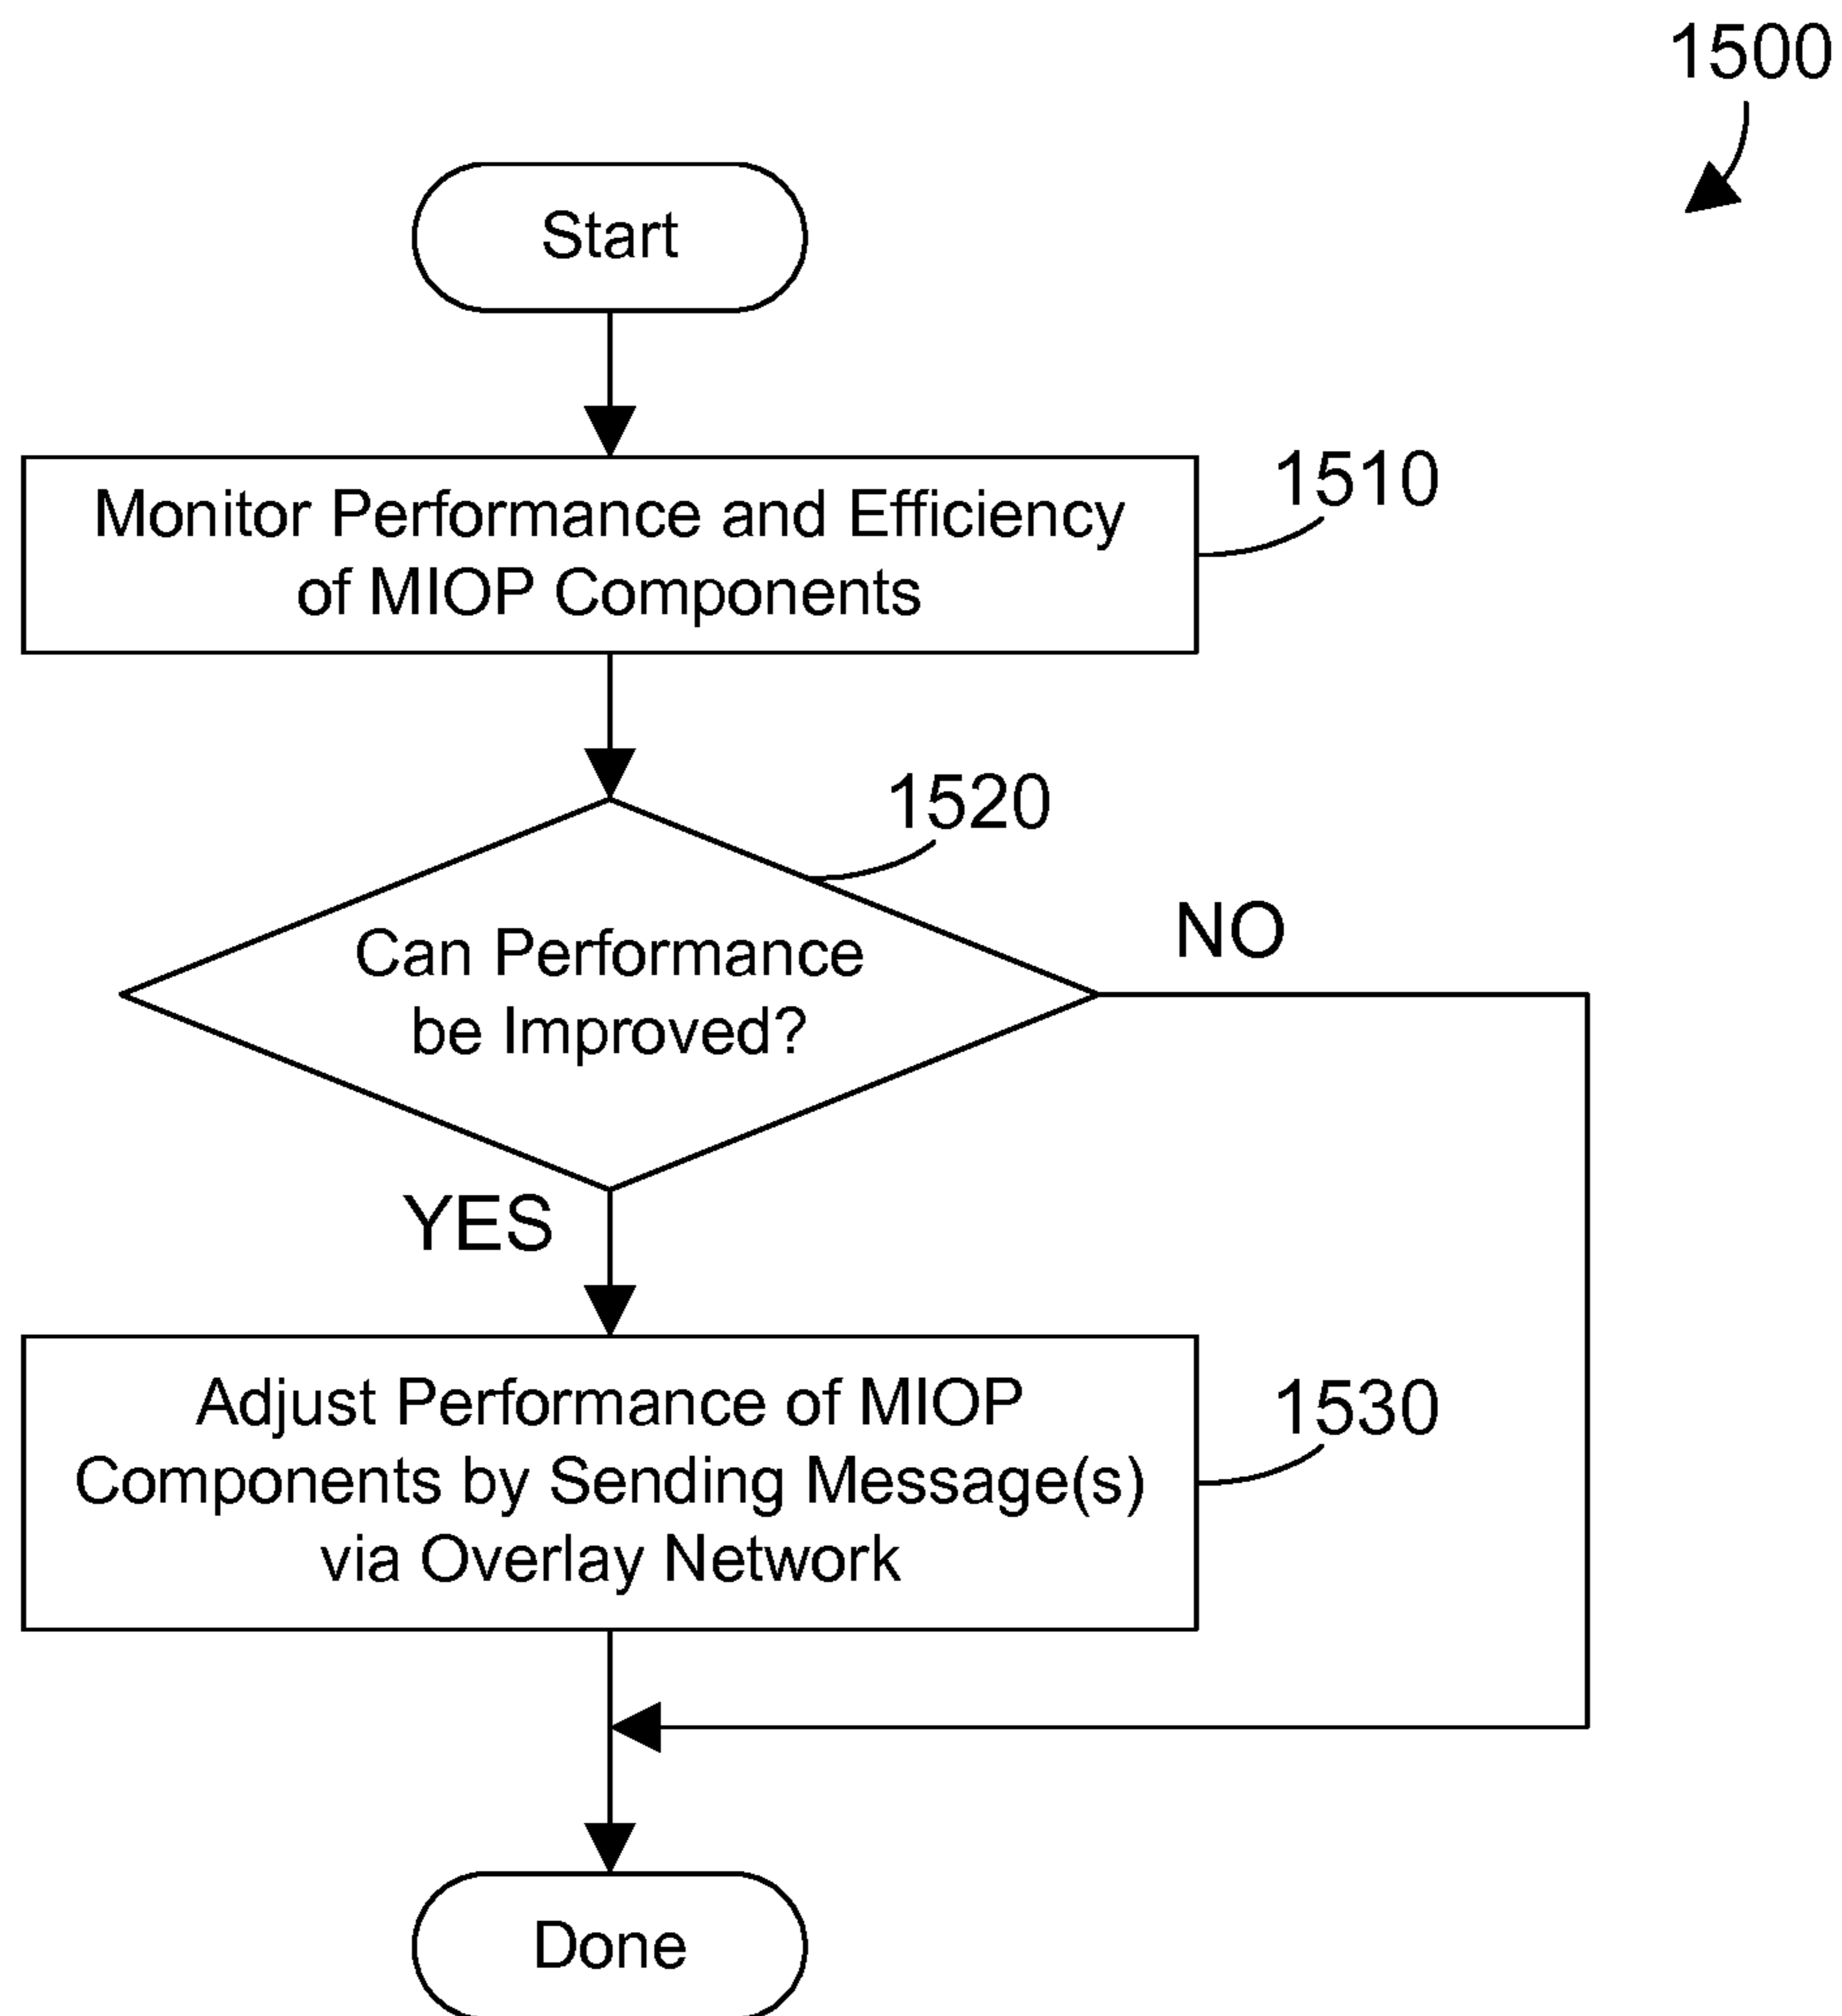 1500
Start
Monitor Performance and Efficiency
of MIOP Components
1510
1520
Can Performance
be Improved?
NO
YES
Adjust Performance of MIOP
Components by Sending Message(s)
via Overlay Network
1530
Done